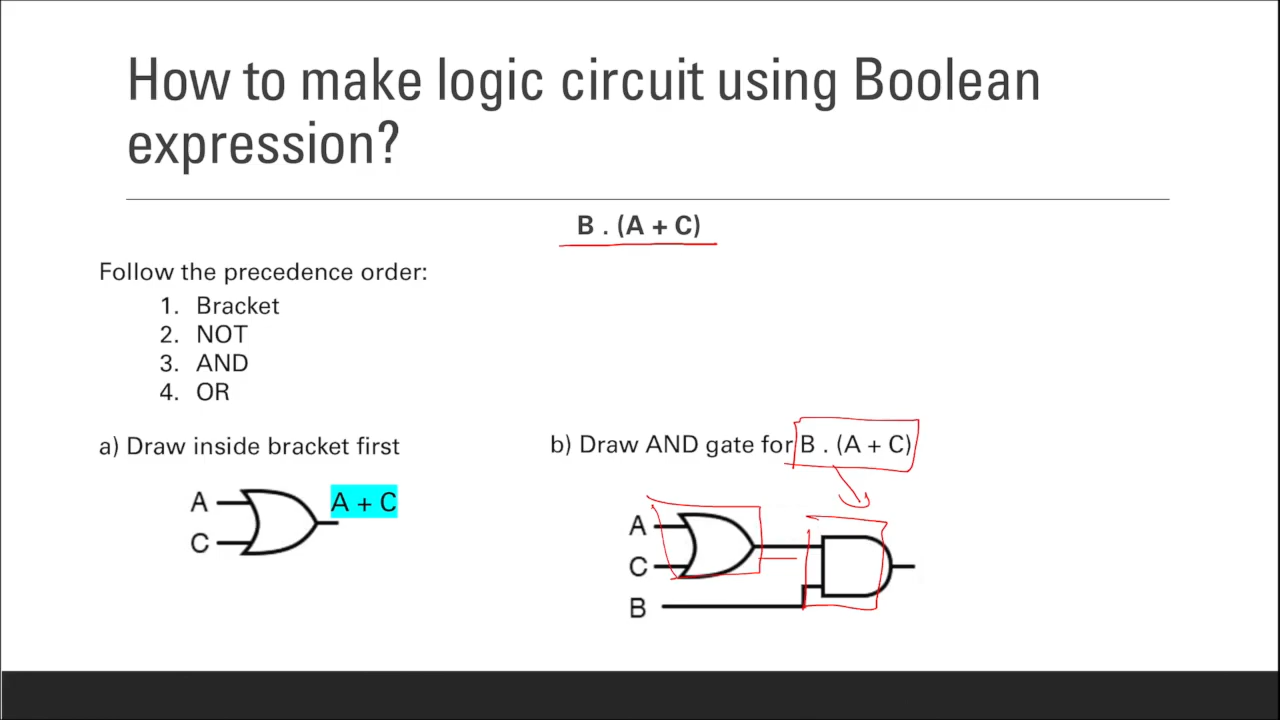 How to make logic circuit using Boolean
expression?
B . (A + C)
Follow the precedence order:
1. Bracket
2. NOT
3. AND
4. OR
a) Draw inside bracket first
A
A + C
C
b) Draw AND gate for B . (A + C)
A
C
B